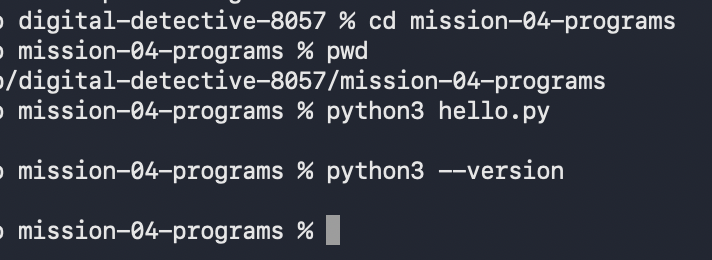 digital-detective-8057 % cd mission-04-programs
mission-04-programs % pwd
/digital-detective-8057/mission-04-programs
mission-04-programs % python3 hello.py
mission-04-programs % python3 --version
mission-04-programs %